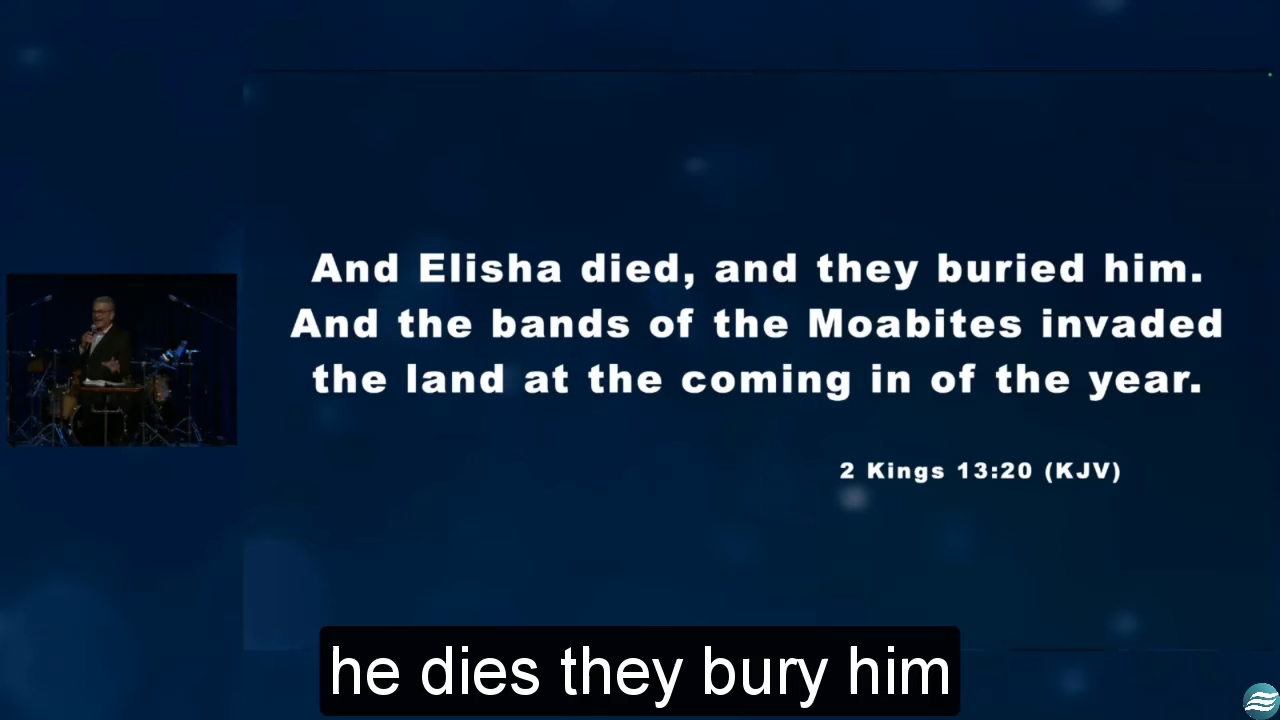 And Elisha died, and they buried him.
And the bands of the Moabites invaded
the land at the coming in of the year.
2 Kings 13:20 (KJV)
he dies they bury him